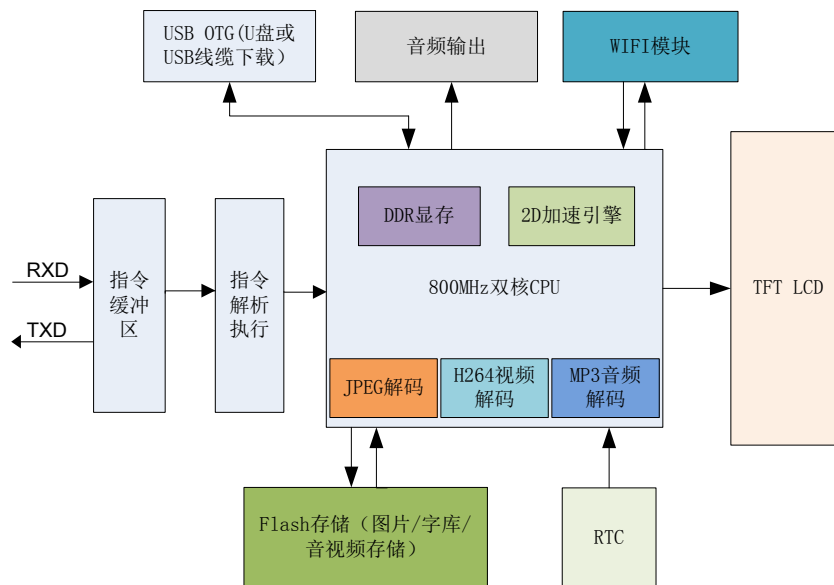 USB OTG(U盘或
USB线缆下载）
音频输出
WIFI模块
DDR显存
2D加速引擎
RXD
TXD
指令
缓冲
区
指令
解析
执行
800MHz双核CPU
TFT LCD
JPEG解码
H264视频
解码
MP3音频
解码
Flash存储（图片/字库/
音视频存储）
RTC